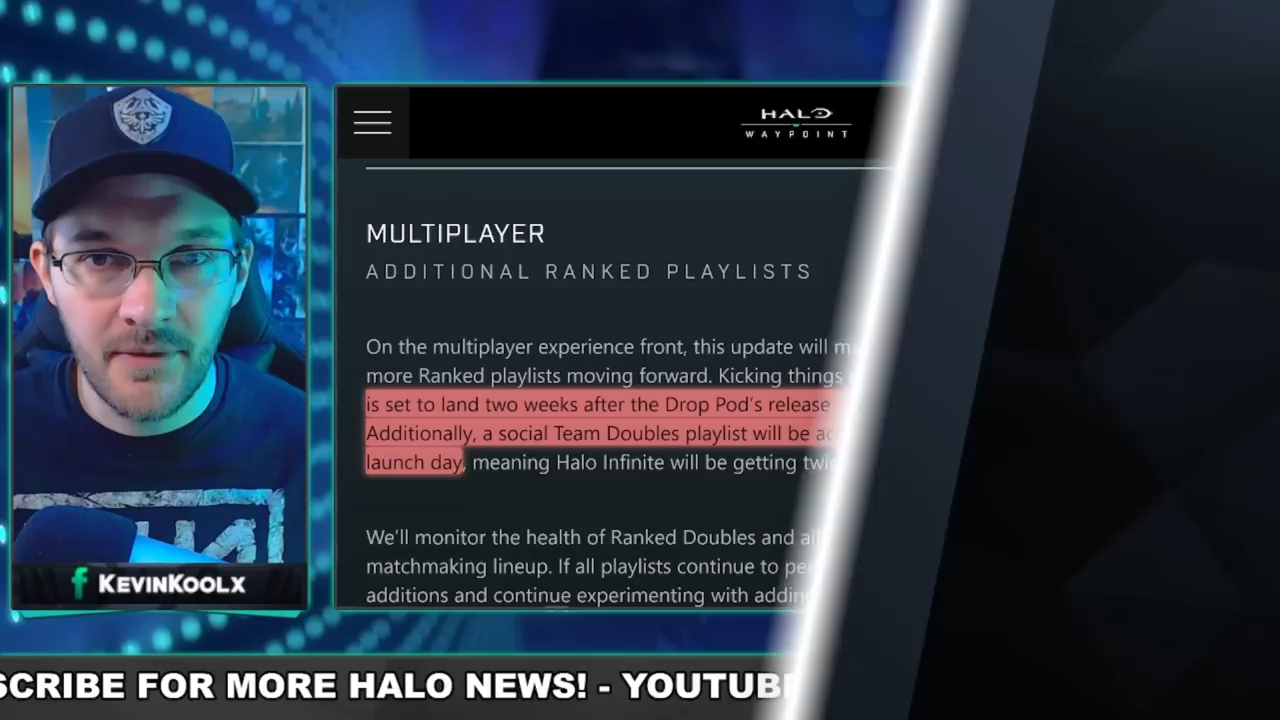 HALO
WAYPOINT
MULTIPLAYER
ADDITIONAL RANKED PLAYLISTS
On the multiplayer experience front, this update will
more Ranked playlists moving forward. Kicking things
is set to land two weeks after the Drop Pod's release
Additionally, a social Team Doubles playlist will be
launch day, meaning Halo Infinite will be getting
We'll monitor the health of Ranked Doubles and
matchmaking lineup. If all playlists continue to
additions and continue experimenting with
f KEVINKOOLX
SCRIBE FOR MORE HALO NEWS! - YOUTUB